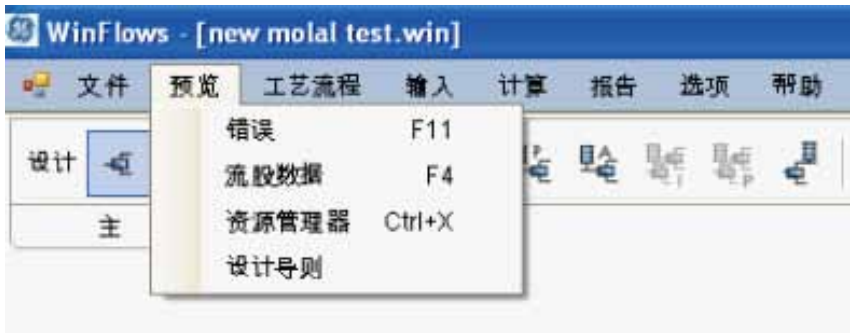 WinFlows - [new molal test.win]
文件 预览 工艺流程 输入 计算 报告 选项 帮助
错误 F11
设计
流股数据 F4
资源管理器 Ctrl+X
主
设计导则